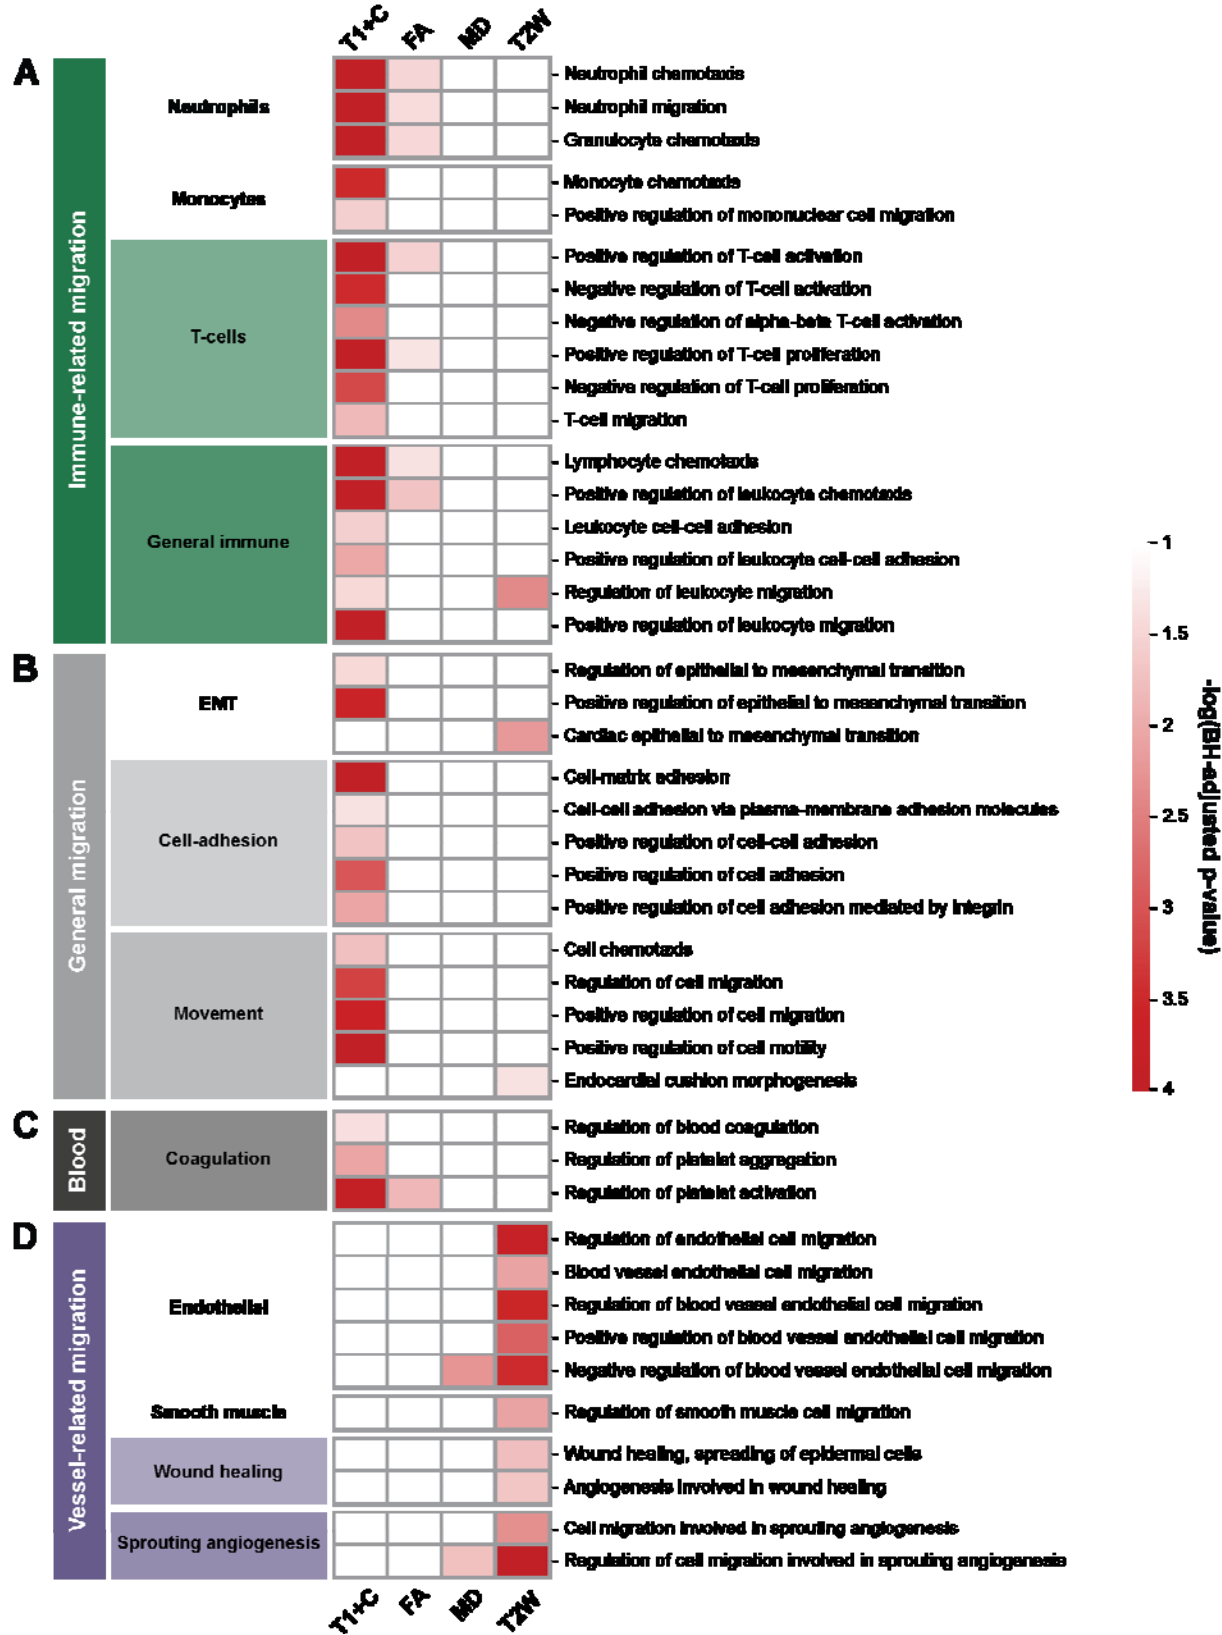 T1+C FA MD T2W
A
Immune-related migration
Neutrophils
Neutrophil chemotaxis
Neutrophil migration
Granulocyte chemotaxis
Monocytes
Monocyte chemotaxis
Positive regulation of mononuclear cell migration
T-cells
Positive regulation of T-cell activation
Negative regulation of T-cell activation
Negative regulation of alpha-beta T-cell activation
Positive regulation of T-cell proliferation
Negative regulation of T-cell proliferation
T-cell migration
General immune
Lymphocyte chemotaxis
Positive regulation of leukocyte chemotaxis
Leukocyte cell-cell adhesion
Positive regulation of leukocyte cell-cell adhesion
Regulation of leukocyte migration
Positive regulation of leukocyte migration
B
General migration
EMT
Regulation of epithelial to mesenchymal transition
Positive regulation of epithelial to mesenchymal transition
Cardiac epithelial to mesenchymal transition
Cell-adhesion
Cell-matrix adhesion
Cell-cell adhesion via plasma-membrane adhesion molecules
Positive regulation of cell-cell adhesion
Positive regulation of cell adhesion
Positive regulation of cell adhesion mediated by integrin
Movement
Cell chemotaxis
Regulation of cell migration
Positive regulation of cell migration
Positive regulation of cell motility
Endocardial cushion morphogenesis
C
Blood
Coagulation
Regulation of blood coagulation
Regulation of platelet aggregation
Regulation of platelet activation
D
Vessel-related migration
Endothelial
Regulation of endothelial cell migration
Blood vessel endothelial cell migration
Regulation of blood vessel endothelial cell migration
Positive regulation of blood vessel endothelial cell migration
Negative regulation of blood vessel endothelial cell migration
Smooth muscle
Regulation of smooth muscle cell migration
Wound healing
Wound healing, spreading of epidermal cells
Angiogenesis involved in wound healing
Sprouting angiogenesis
Cell migration involved in sprouting angiogenesis
Regulation of cell migration involved in sprouting angiogenesis
T1+C FA MD T2W
1
1.5
2
2.5
3
3.5
4
-log(BH-adjusted p-value)